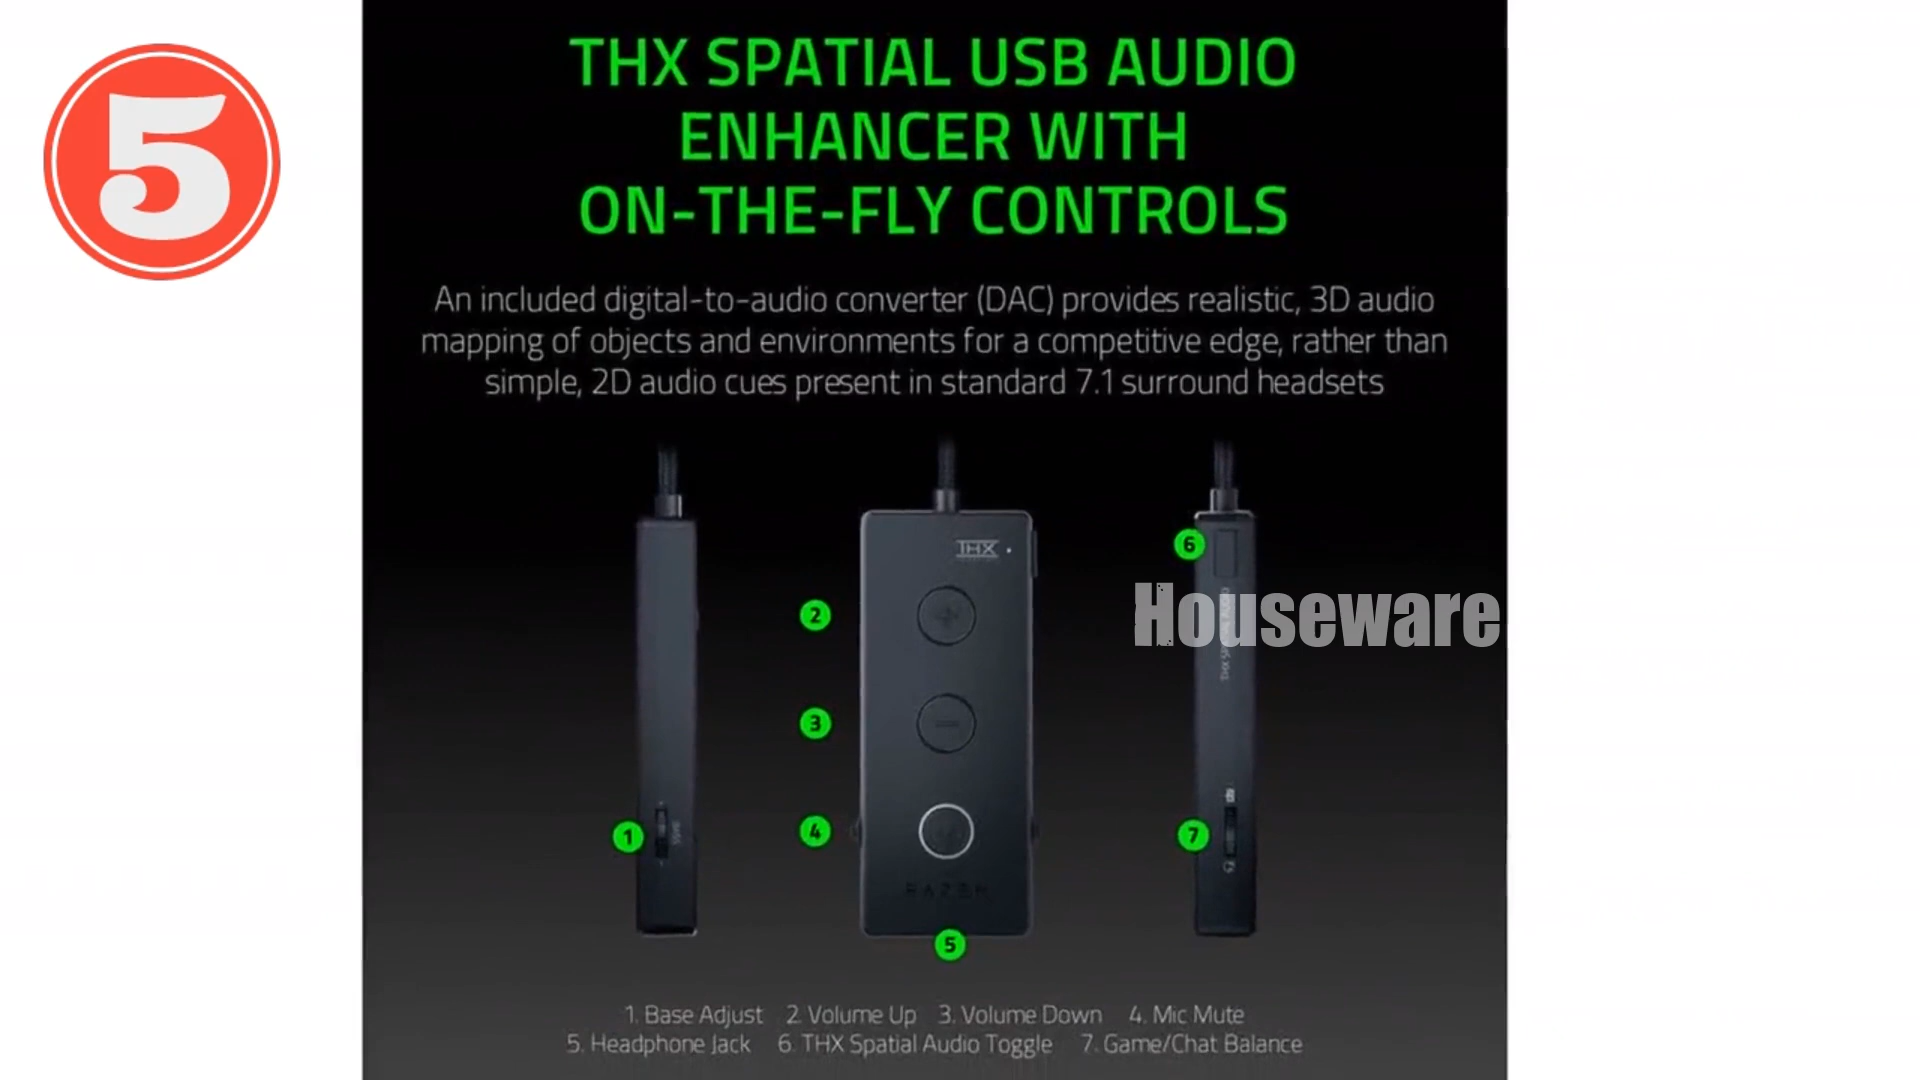 5
THX SPATIAL USB AUDIO
ENHANCER WITH
ON-THE-FLY CONTROLS
An included digital-to-audio converter (DAC) provides realistic, 3D audio
mapping of objects and environments for a competitive edge, rather than
simple, 2D audio cues present in standard 7.1 surround headsets
THX
6
2
Houseware
THX SPATIAL AUDIO
3
1
BASS
4
7
RAZER
5
1. Base Adjust 2. Volume Up 3. Volume Down 4. Mic Mute
5. Headphone Jack 6. THX Spatial Audio Toggle 7. Game/Chat Balance